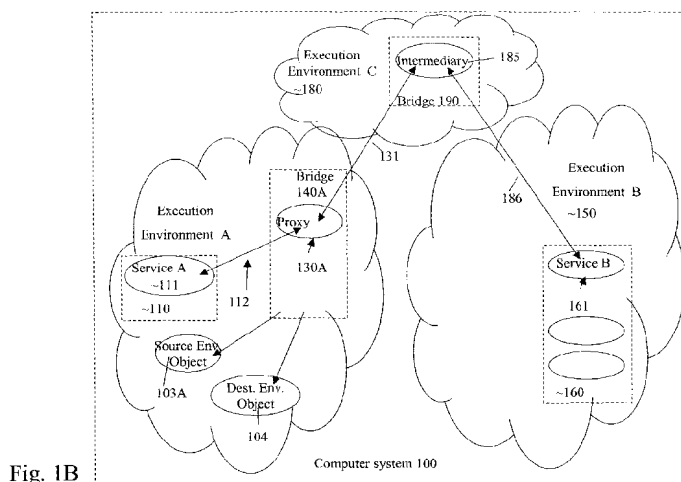 Execution
Environment C
~180
Intermediary
185
Bridge 190
131
186
Execution
Environment B
~150
Bridge
140A
Proxy
130A
Execution
Environment A
Service A
~111
~110
112
Source Env.
Object
103A
Dest. Env.
Object
104
Service B
161
~160
Computer system 100
Fig. 1B